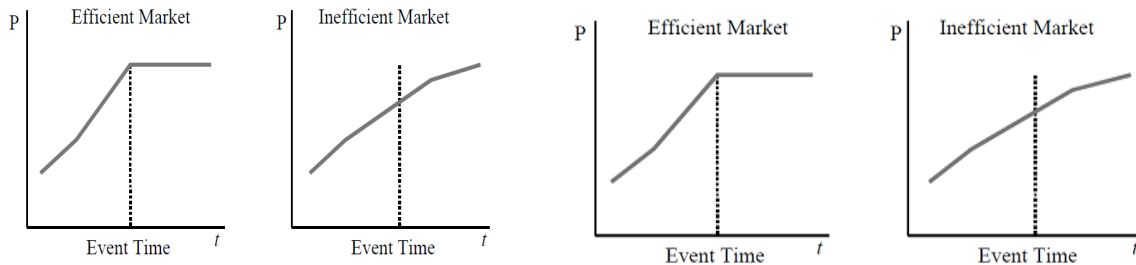 P
Efficient Market
Event Time
t
P
Inefficient Market
Event Time
t
P
Efficient Market
Event Time
t
P
Inefficient Market
Event Time
t